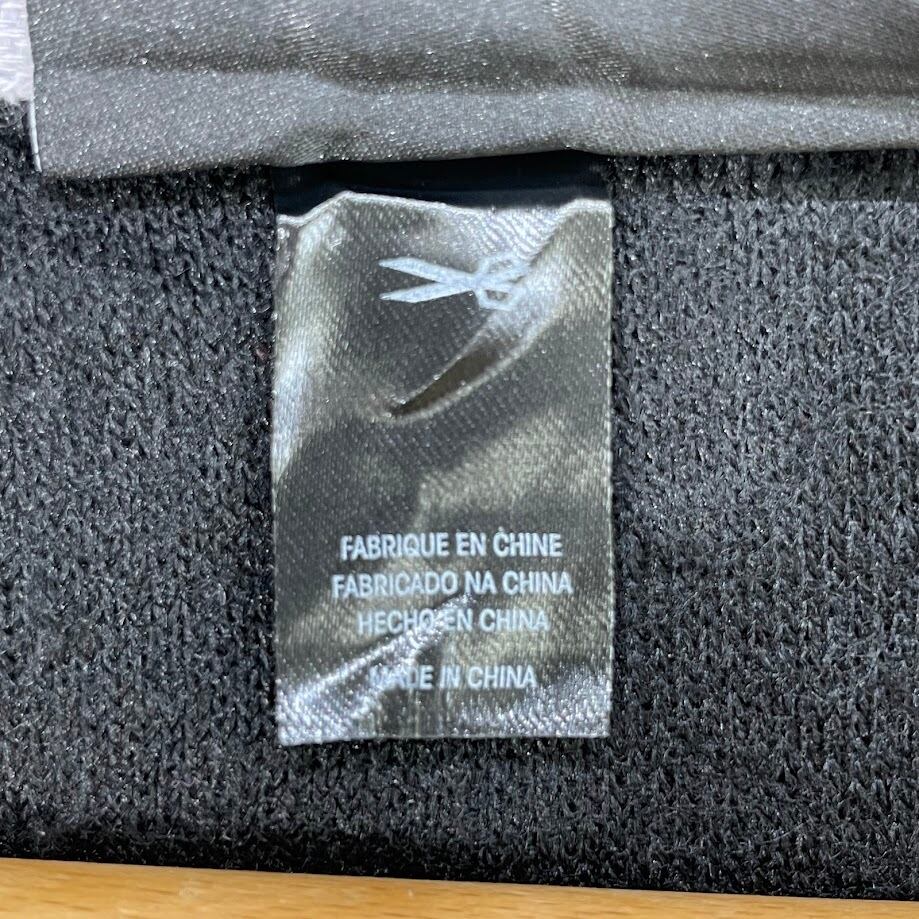 FABRIQUE EN CHINE
FABRICADO NA CHINA
HECHO EN CHINA
MADE IN CHINA